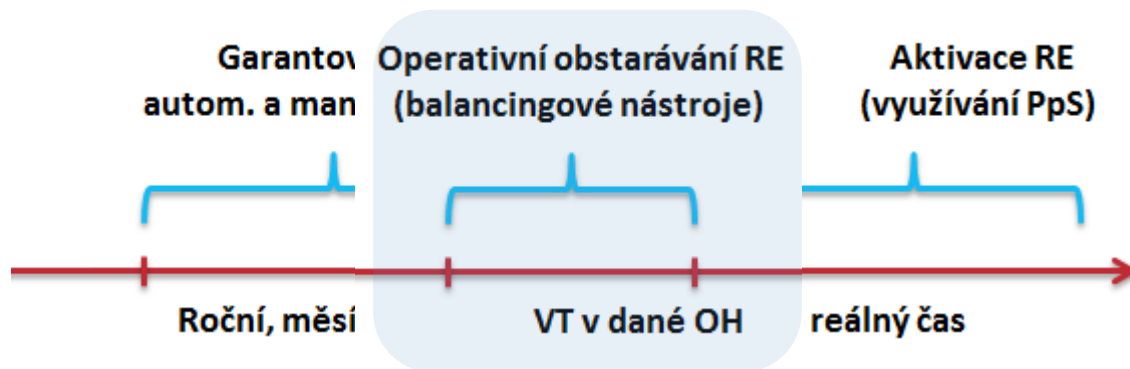 Garantov
autom. a man
Operativní obstarávání RE
(balancingové nástroje)
Aktivace RE
(využívání PpS)
Roční, měsí
VT v dané OH
reálný čas